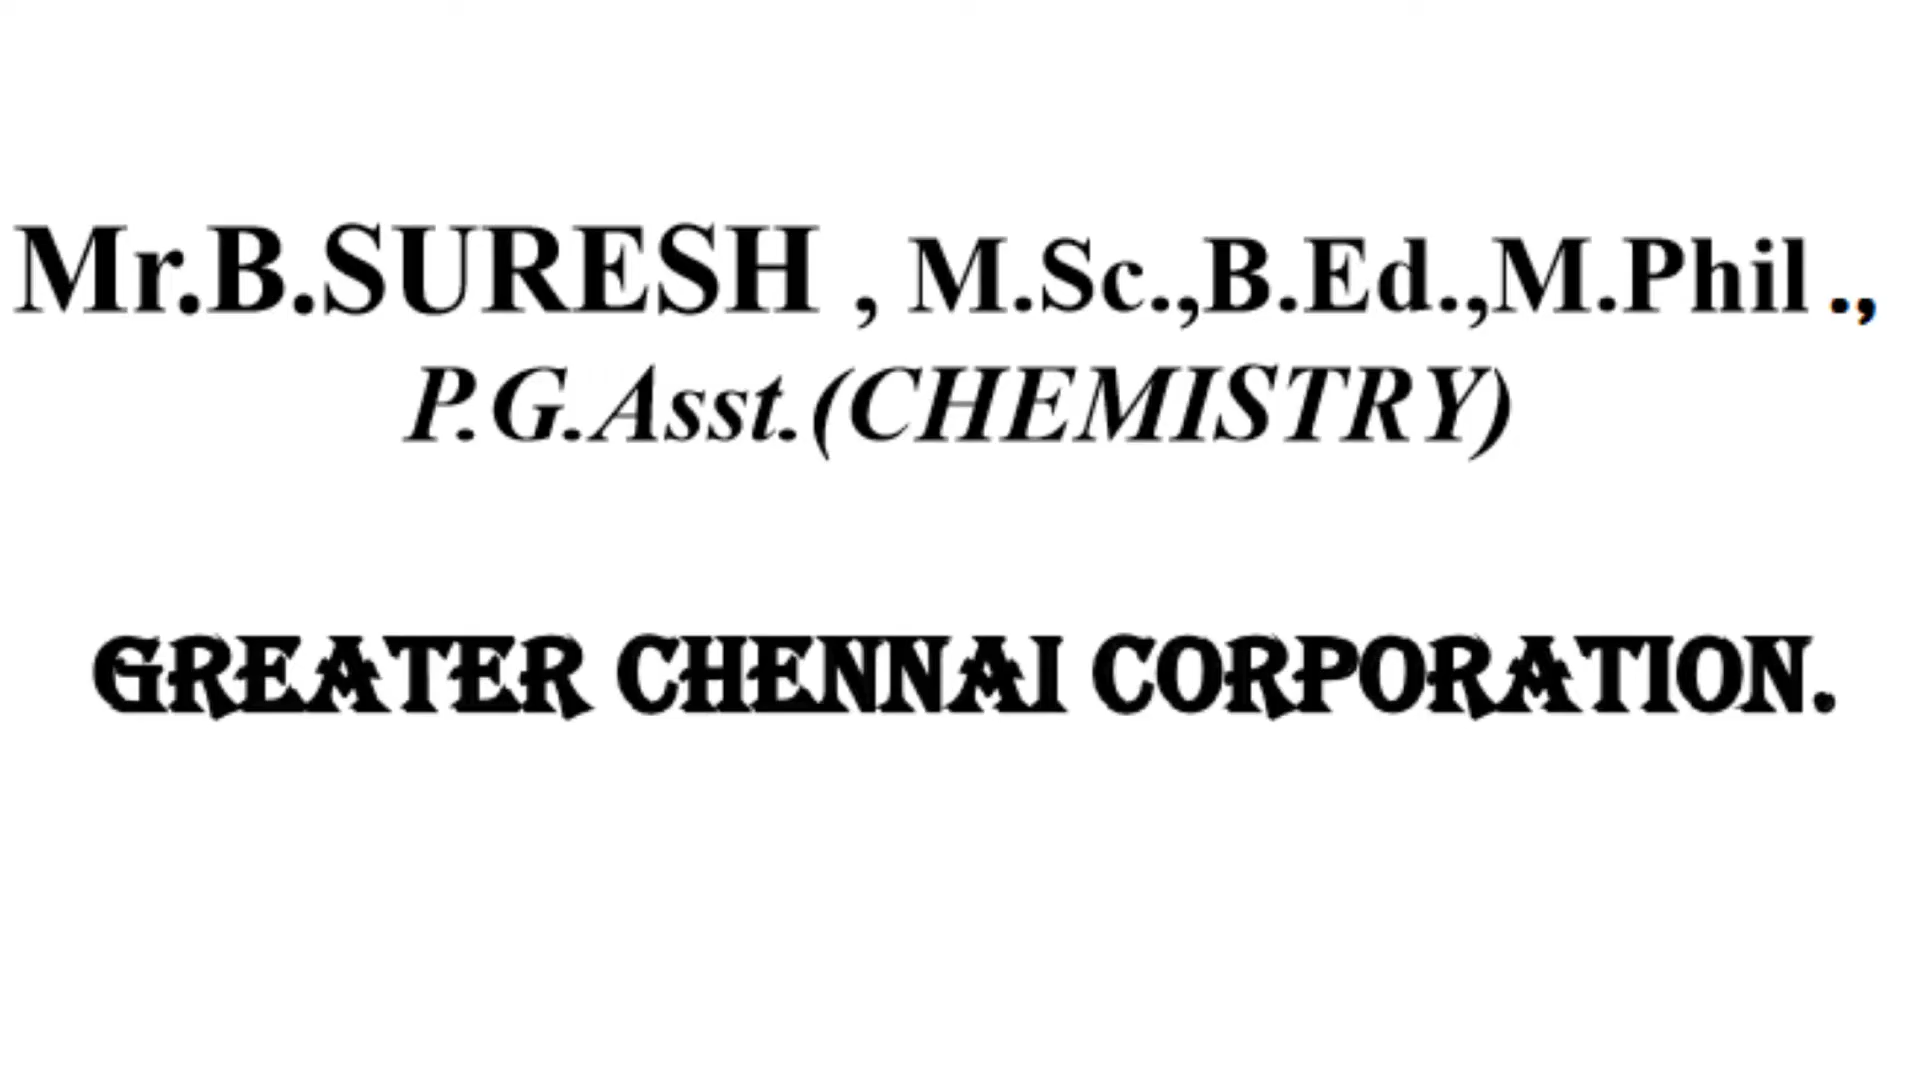 Mr.B.SURESH , M.Sc.,B.Ed.,M.Phil .,
P.G.Asst.(CHEMISTRY)
GREATER CHENNAI CORPORATION.